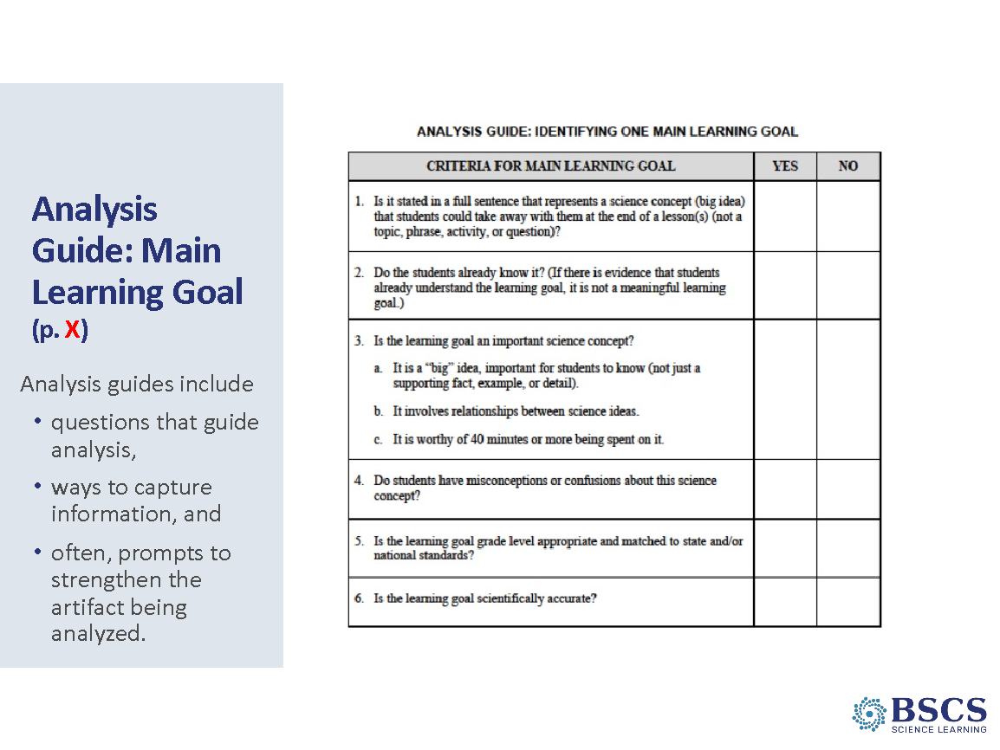 Analysis
Guide: Main
Learning Goal
(p. X)
Analysis guides include
• questions that guide
analysis,
• ways to capture
information, and
• often, prompts to
strengthen the
artifact being
analyzed.
ANALYSIS GUIDE: IDENTIFYING ONE MAIN LEARNING GOAL
CRITERIA FOR MAIN LEARNING GOAL YES NO
1. Is it stated in a full sentence that represents a science concept (big idea)
that students could take away with them at the end of a lesson(s) (not a
topic, phrase, activity, or question)?
2. Do the students already know it? (If there is evidence that students
already understand the learning goal, it is not a meaningful learning
goal.)
3. Is the learning goal an important science concept?
a. It is a “big” idea, important for students to know (not just a
supporting fact, example, or detail).
b. It involves relationships between science ideas.
c. It is worthy of 40 minutes or more being spent on it.
4. Do students have misconceptions or confusions about this science
concept?
5. Is the learning goal grade level appropriate and matched to state and/or
national standards?
6. Is the learning goal scientifically accurate?
BSCS
SCIENCE LEARNING